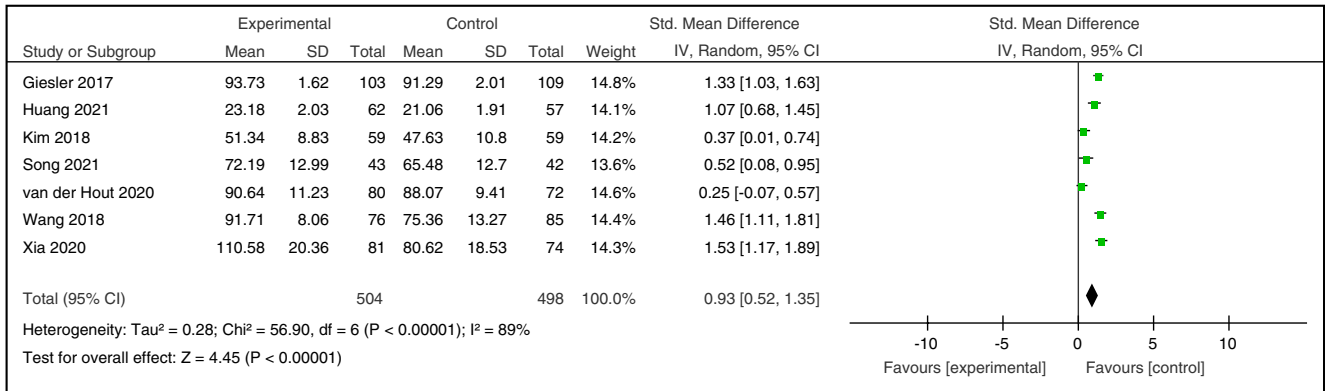 Experimental Control Std. Mean Difference Std. Mean Difference
Study or Subgroup Mean SD Total Mean SD Total Weight IV, Random, 95% CI IV, Random, 95% CI
Giesler 2017 93.73 1.62 103 91.29 2.01 109 14.8% 1.33 [1.03, 1.63]
Huang 2021 23.18 2.03 62 21.06 1.91 57 14.1% 1.07 [0.68, 1.45]
Kim 2018 51.34 8.83 59 47.63 10.8 59 14.2% 0.37 [0.01, 0.74]
Song 2021 72.19 12.99 43 65.48 12.7 42 13.6% 0.52 [0.08, 0.95]
van der Hout 2020 90.64 11.23 80 88.07 9.41 72 14.6% 0.25 [-0.07, 0.57]
Wang 2018 91.71 8.06 76 75.36 13.27 85 14.4% 1.46 [1.11, 1.81]
Xia 2020 110.58 20.36 81 80.62 18.53 74 14.3% 1.53 [1.17, 1.89]
Total (95% CI) 504 498 100.0% 0.93 [0.52, 1.35]
Heterogeneity: Tau² = 0.28; Chi² = 56.90, df = 6 (P < 0.00001); I² = 89%
Test for overall effect: Z = 4.45 (P < 0.00001)
-10 -5 0 5 10
Favours [experimental] Favours [control]